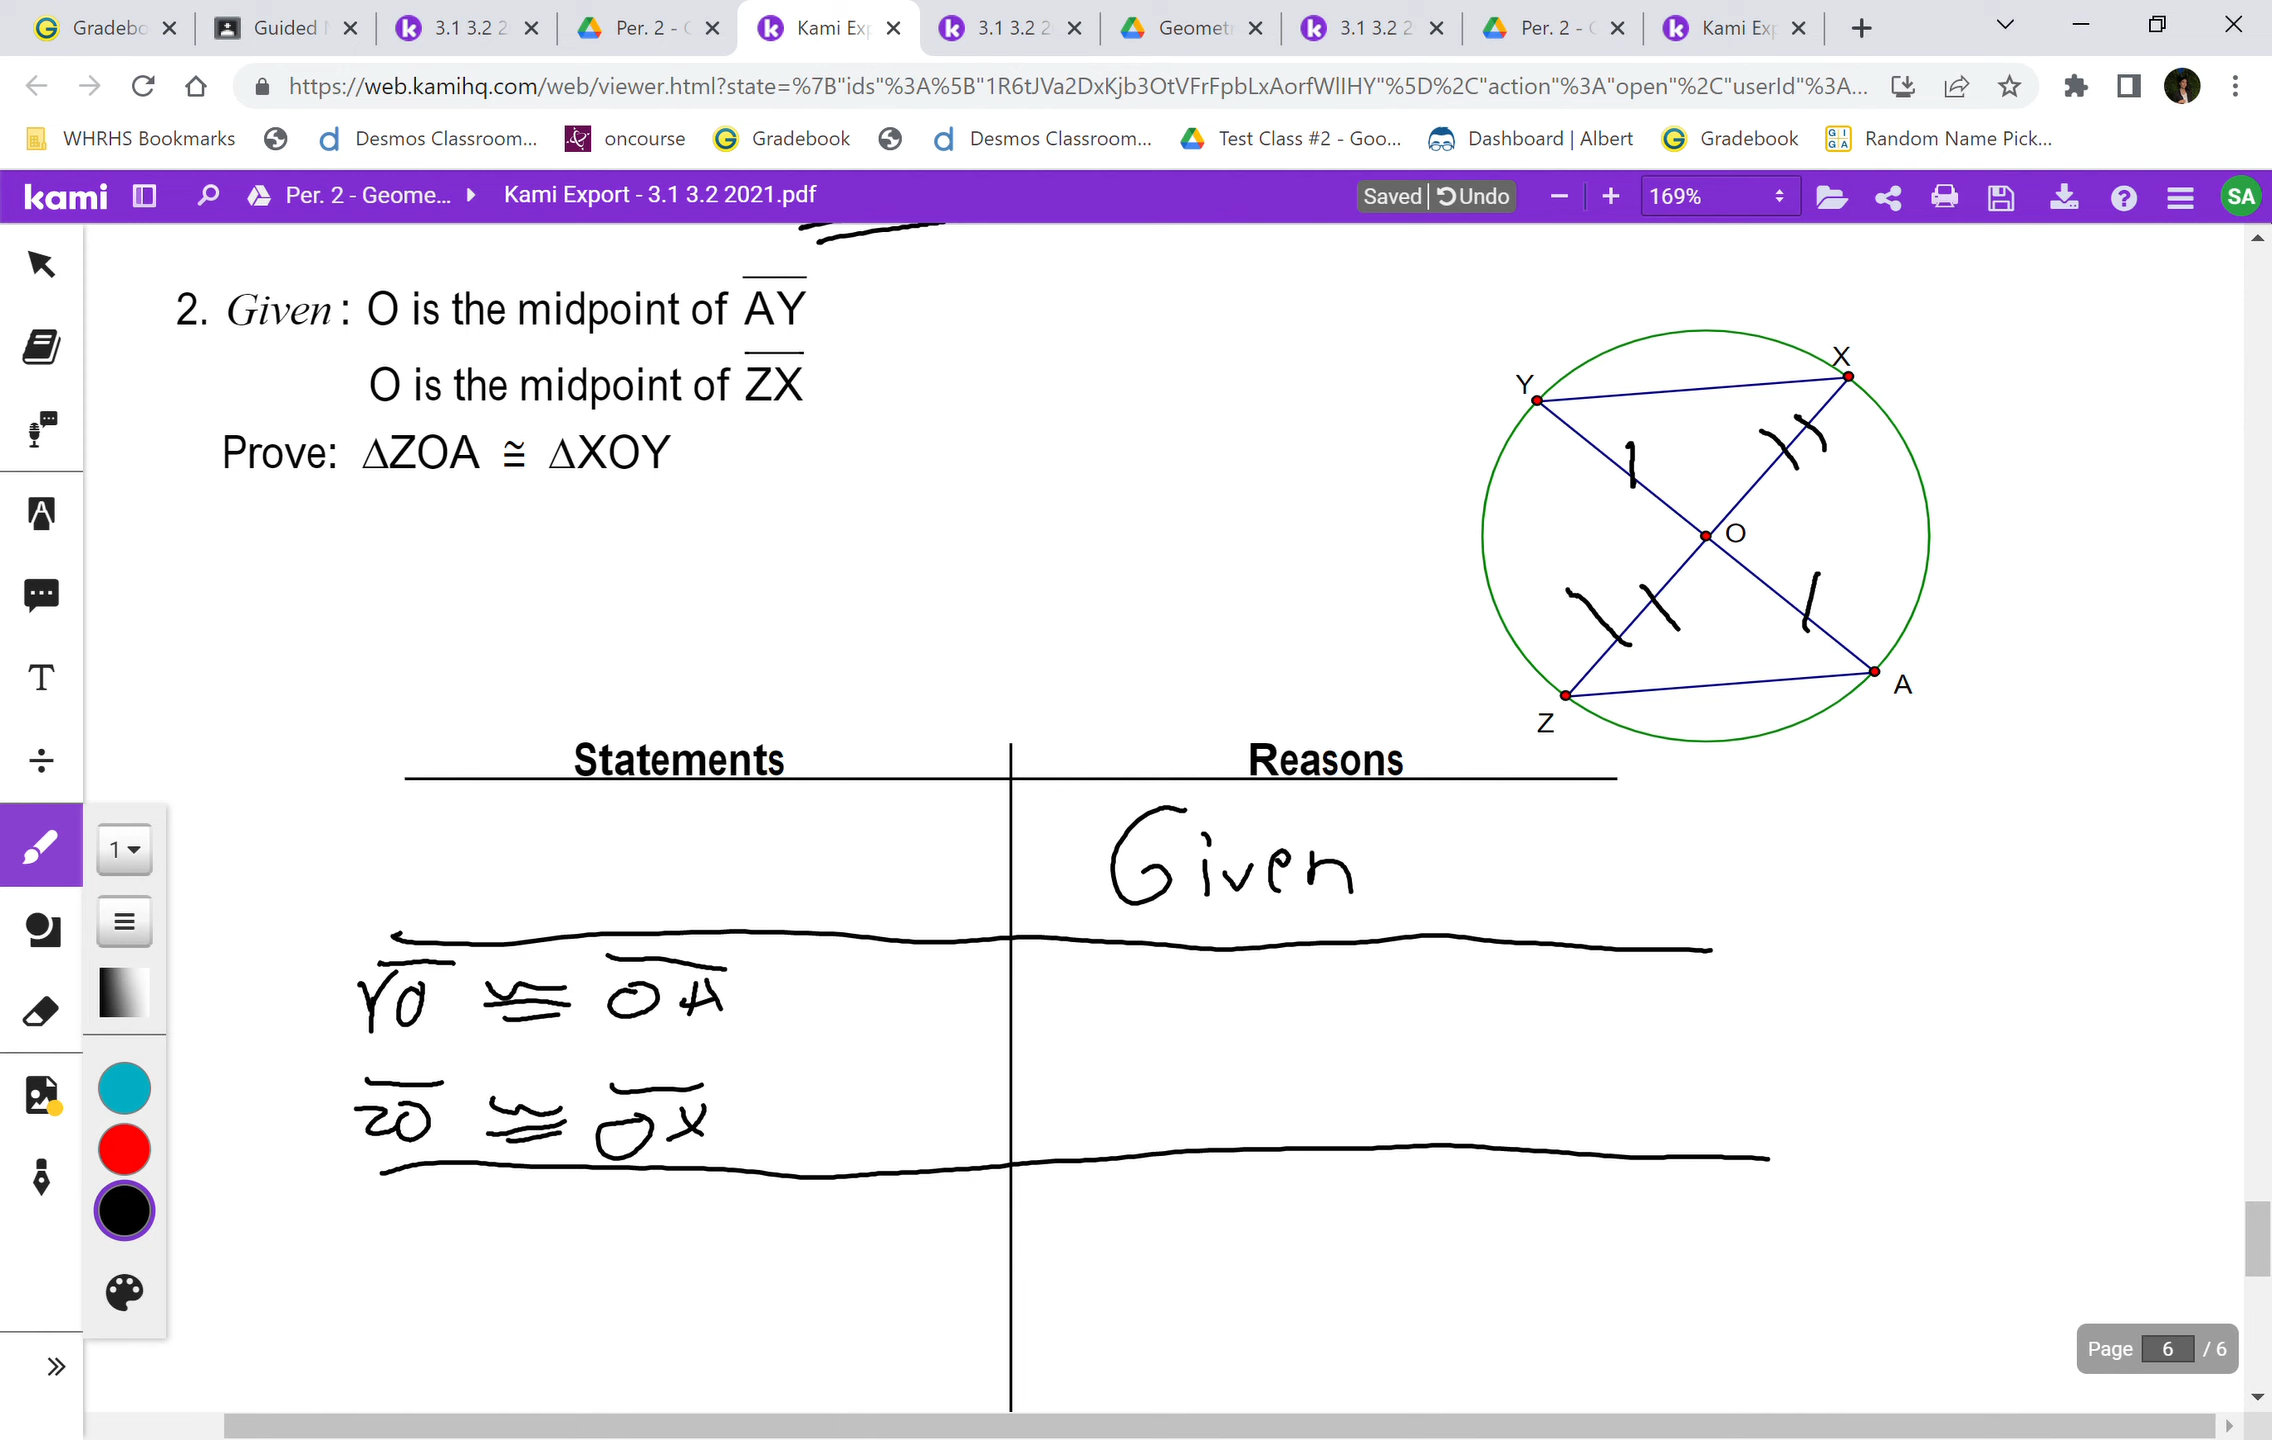 Gradebo
Guided
3.1 3.2 2
Per. 2 -
Kami Exp
3.1 3.2 2
Geomet
3.1 3.2 2
Per. 2 -
Kami Exp
https://web.kamihq.com/web/viewer.html?state=%7B"ids"%3A%5B"1R6tJVa2DxKjb3OtVFrFpbLxAorfWlIHY"%5D%2C"action"%3A"open"%2C"userId"%3A...
WHRHS Bookmarks Desmos Classroom... oncourse Gradebook Desmos Classroom... Test Class #2 - Goo... Dashboard | Albert Gradebook Random Name Pick...
kami Per. 2 - Geome... Kami Export - 3.1 3.2 2021.pdf Saved Undo 169% SA
2. Given: O is the midpoint of AY
O is the midpoint of ZX
Prove: ΔZOA ≅ ΔXOY
X
Y
O
A
Z
Statements Reasons
Given
YO ≅ OA
ZO ≅ OX
1
Page 6 / 6